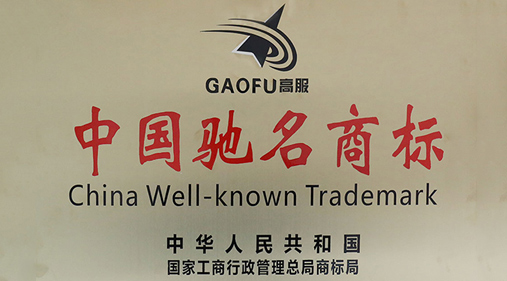 GAOFU高服
中国驰名商标
China Well-known Trademark
中华人民共和国
国家工商行政管理总局商标局